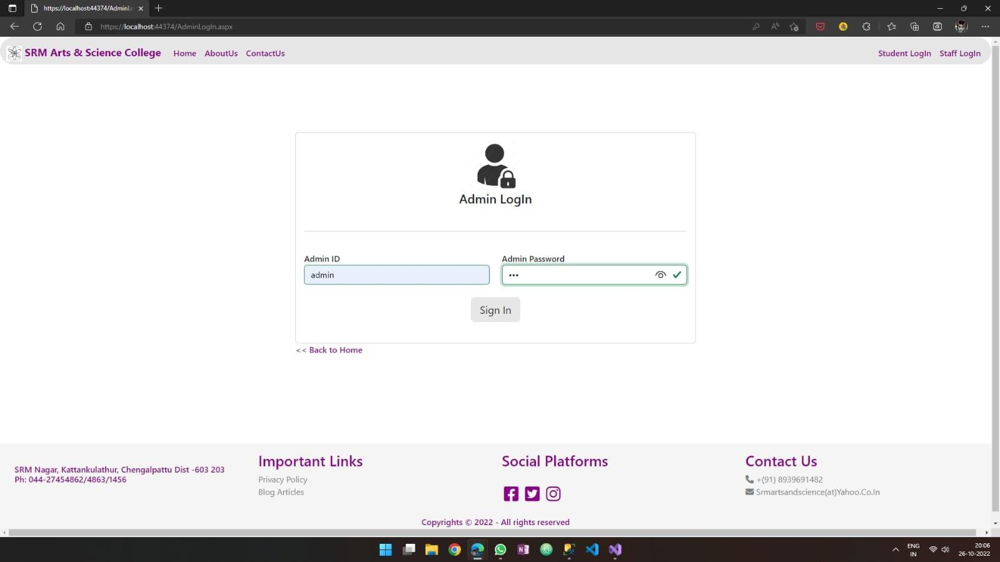 https://localhost:44374/AdminLo
https://localhost:44374/AdminLogIn.aspx
SRM Arts & Science College Home AboutUs ContactUs Student LogIn Staff LogIn
Admin LogIn
Admin ID Admin Password
admin •••
Sign In
<< Back to Home
Important Links Social Platforms Contact Us
SRM Nagar, Kattankulathur, Chengalpattu Dist -603 203
Ph: 044-27454862/4863/1456
Privacy Policy +(91) 8939691482
Blog Articles Srmartsandscience(at)Yahoo.Co.In
Copyrights © 2022 - All rights reserved
ENG 20:06
IN 26-10-2022